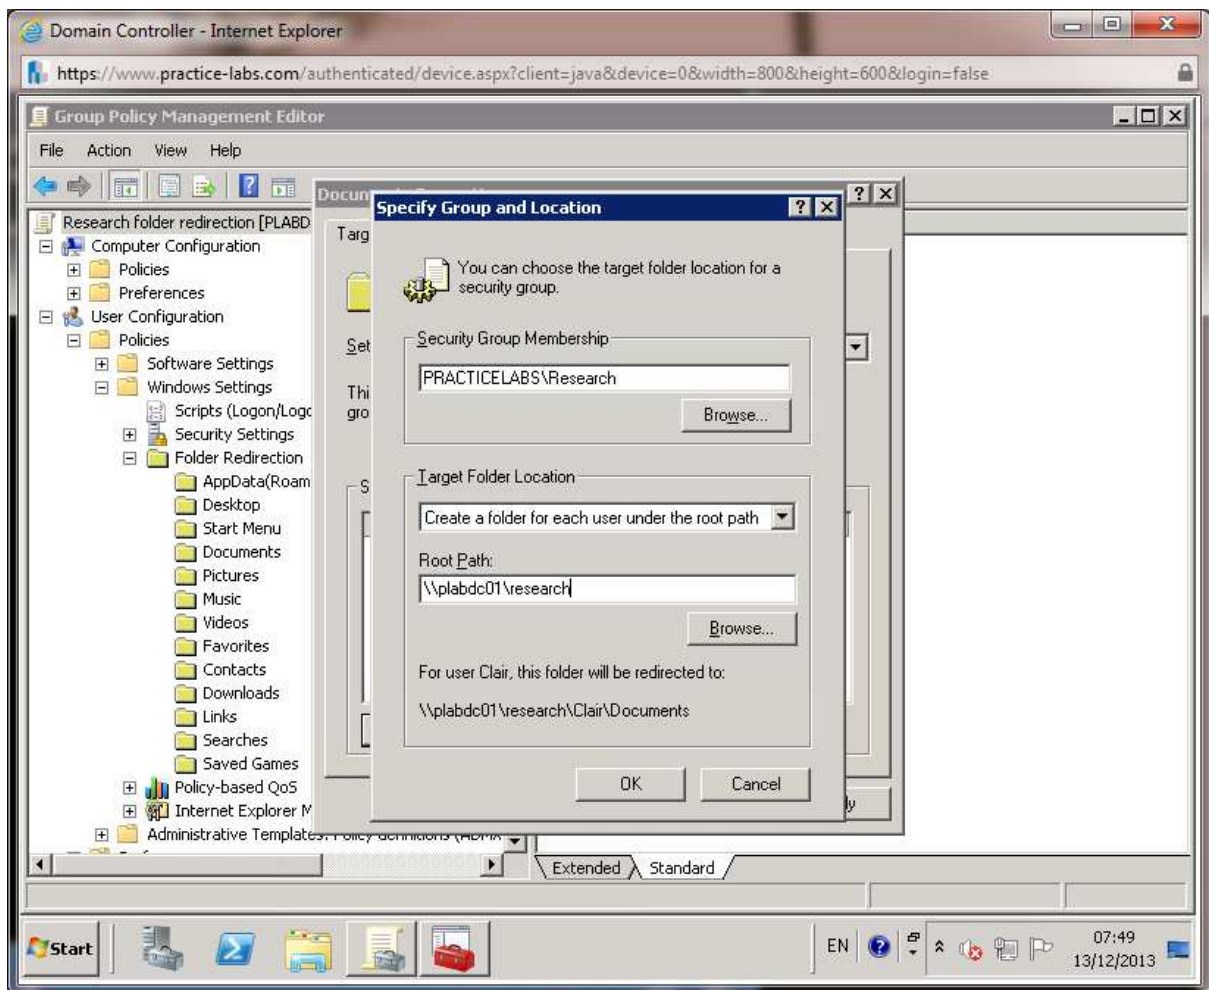 Domain Controller - Internet Explorer
https://www.practice-labs.com/authenticated/device.aspx?client=java&device=0&width=800&height=600&login=false
Group Policy Management Editor
File Action View Help
Research folder redirection [PLABD
Computer Configuration
Policies
Preferences
User Configuration
Policies
Software Settings
Windows Settings
Scripts (Logon/Logo
Security Settings
Folder Redirection
AppData(Roam
Desktop
Start Menu
Documents
Pictures
Music
Videos
Favorites
Contacts
Downloads
Links
Searches
Saved Games
Policy-based QoS
Internet Explorer M
Administrative Templates: Policy definitions (ADMX
Docum
Targ
Set
Thi
gro
S
ly
Specify Group and Location
You can choose the target folder location for a
security group.
Security Group Membership
PRACTICELABS\Research
Browse...
Target Folder Location
Create a folder for each user under the root path
Root Path:
\\plabdc01\research
Browse...
For user Clair, this folder will be redirected to:
\\plabdc01\research\Clair\Documents
OK Cancel
Extended Standard
Start
EN
07:49
13/12/2013